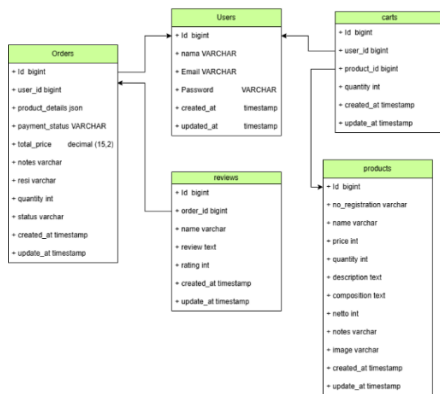 Orders
+ Id bigint
+ user_id bigint
+ product_details json
+ payment_status VARCHAR
+ total_price decimal (15,2)
+ notes varchar
+ resi varchar
+ quantity int
+ status varchar
+ created_at timestamp
+ update_at timestamp
Users
+ Id bigint
+ nama VARCHAR
+ Email VARCHAR
+ Password VARCHAR
+ created_at timestamp
+ updated_at timestamp
reviews
+ Id bigint
+ order_id bigint
+ name varchar
+ review text
+ rating int
+ created_at timestamp
+ update_at timestamp
carts
+ Id bigint
+ user_id bigint
+ product_id bigint
+ quantity int
+ created_at timestamp
+ update_at timestamp
products
+ Id bigint
+ no_registration varchar
+ name varchar
+ price int
+ quantity int
+ description text
+ composition text
+ netto int
+ notes varchar
+ image varchar
+ created_at timestamp
+ update_at timestamp